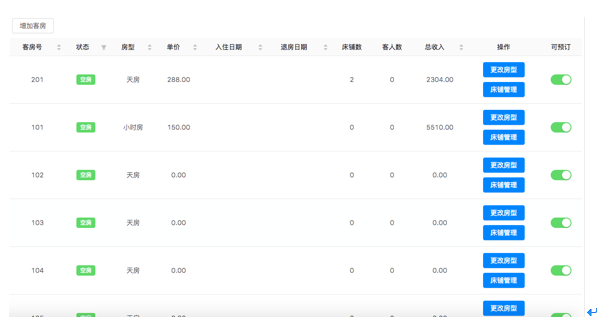 增加客房
客房号 状态 房型 单价 入住日期 退房日期 床铺数 客人数 总收入 操作 可预订
201 空房 天房 288.00 2 0 2304.00 更改房型 床铺管理
101 空房 小时房 150.00 0 0 5510.00 更改房型 床铺管理
102 空房 天房 0.00 0 0 0.00 更改房型 床铺管理
103 空房 天房 0.00 0 0 0.00 更改房型 床铺管理
104 空房 天房 0.00 0 0 0.00 更改房型 床铺管理
更改房型